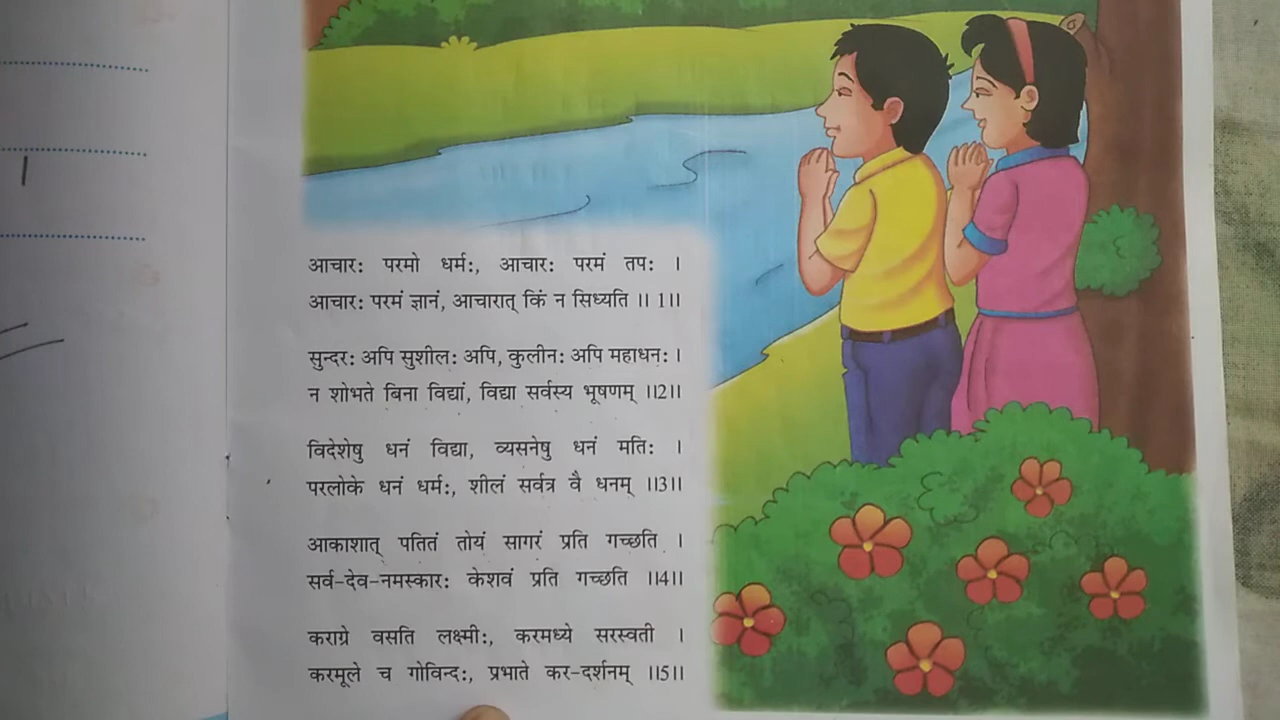 आचारः परमो धर्मः, आचारः परमं तपः ।
आचारः परमं ज्ञानं, आचारात् किं न सिध्यति ।। 1।।
सुन्दरः अपि सुशीलः अपि, कुलीनः अपि महाधनः ।
न शोभते बिना विद्यां, विद्या सर्वस्य भूषणम् ।।2।।
विदेशेषु धनं विद्या, व्यसनेषु धनं मतिः ।
परलोके धनं धर्मः, शीलं सर्वत्र वै धनम् ।।3।।
आकाशात् पतितं तोयं सागरं प्रति गच्छति ।
सर्व-देव-नमस्कारः केशवं प्रति गच्छति ।।4।।
कराग्रे वसति लक्ष्मीः, करमध्ये सरस्वती ।
करमूले च गोविन्दः, प्रभाते कर-दर्शनम् ।।5।।